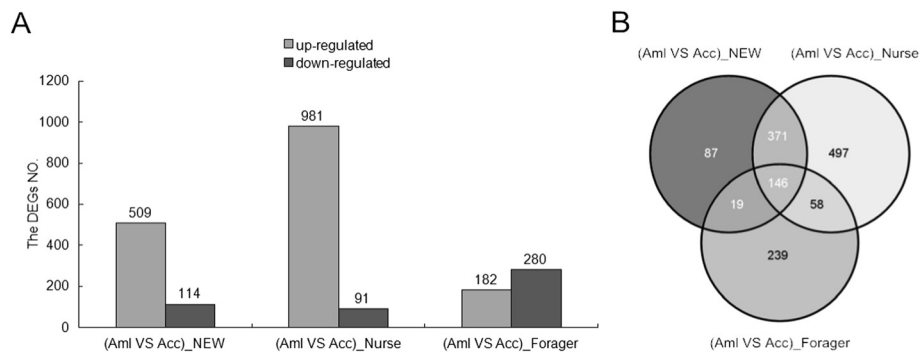 A
up-regulated
down-regulated
The DEGs NO.
1200
1000
800
600
400
200
0
509
114
981
91
182
280
(Aml VS Acc)_NEW
(Aml VS Acc)_Nurse
(Aml VS Acc)_Forager
B
(Aml VS Acc)_NEW
(Aml VS Acc)_Nurse
371
87
497
146
19
58
239
(Aml VS Acc)_Forager